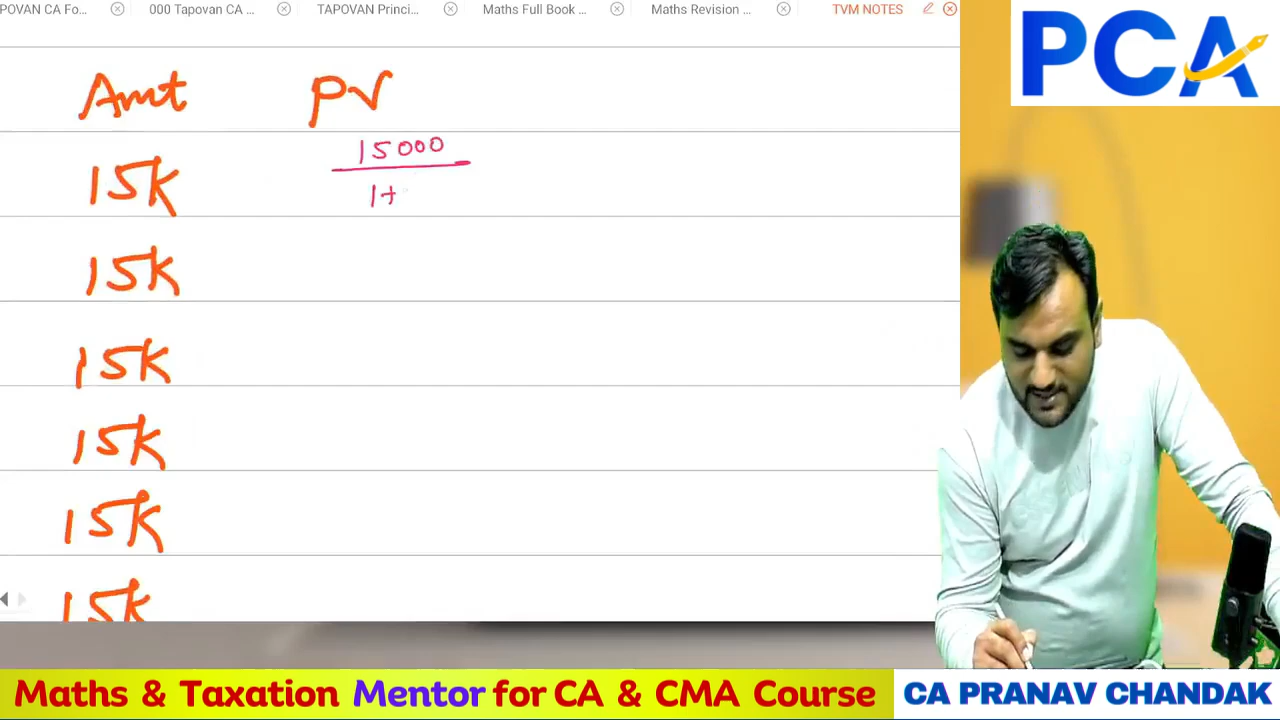 POVAN CA Fo... 000 Tapovan CA ... TAPOVAN Princi... Maths Full Book ... Maths Revision ... TVM NOTES
PCA
Amt PV
15K 15000
1+
15K
15K
15K
15K
15K
Maths & Taxation Mentor for CA & CMA Course
CA PRANAV CHANDAK